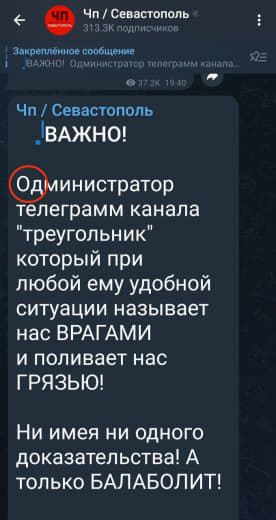 ЧП
СЕВАСТОПОЛЬ
Чп / Севастополь
313.3K подписчиков
Закреплённое сообщение
ВАЖНО! Одминистратор телеграмм канала..
37.2K 19:40
Чп / Севастополь
ВАЖНО!
Одминистратор
телеграмм канала
"треугольник"
который при
любой ему удобной
ситуации называет
нас ВРАГАМИ
и поливает нас
ГРЯЗЬЮ!
Ни имея ни одного
доказательства! А
только БАЛАБОЛИТ!